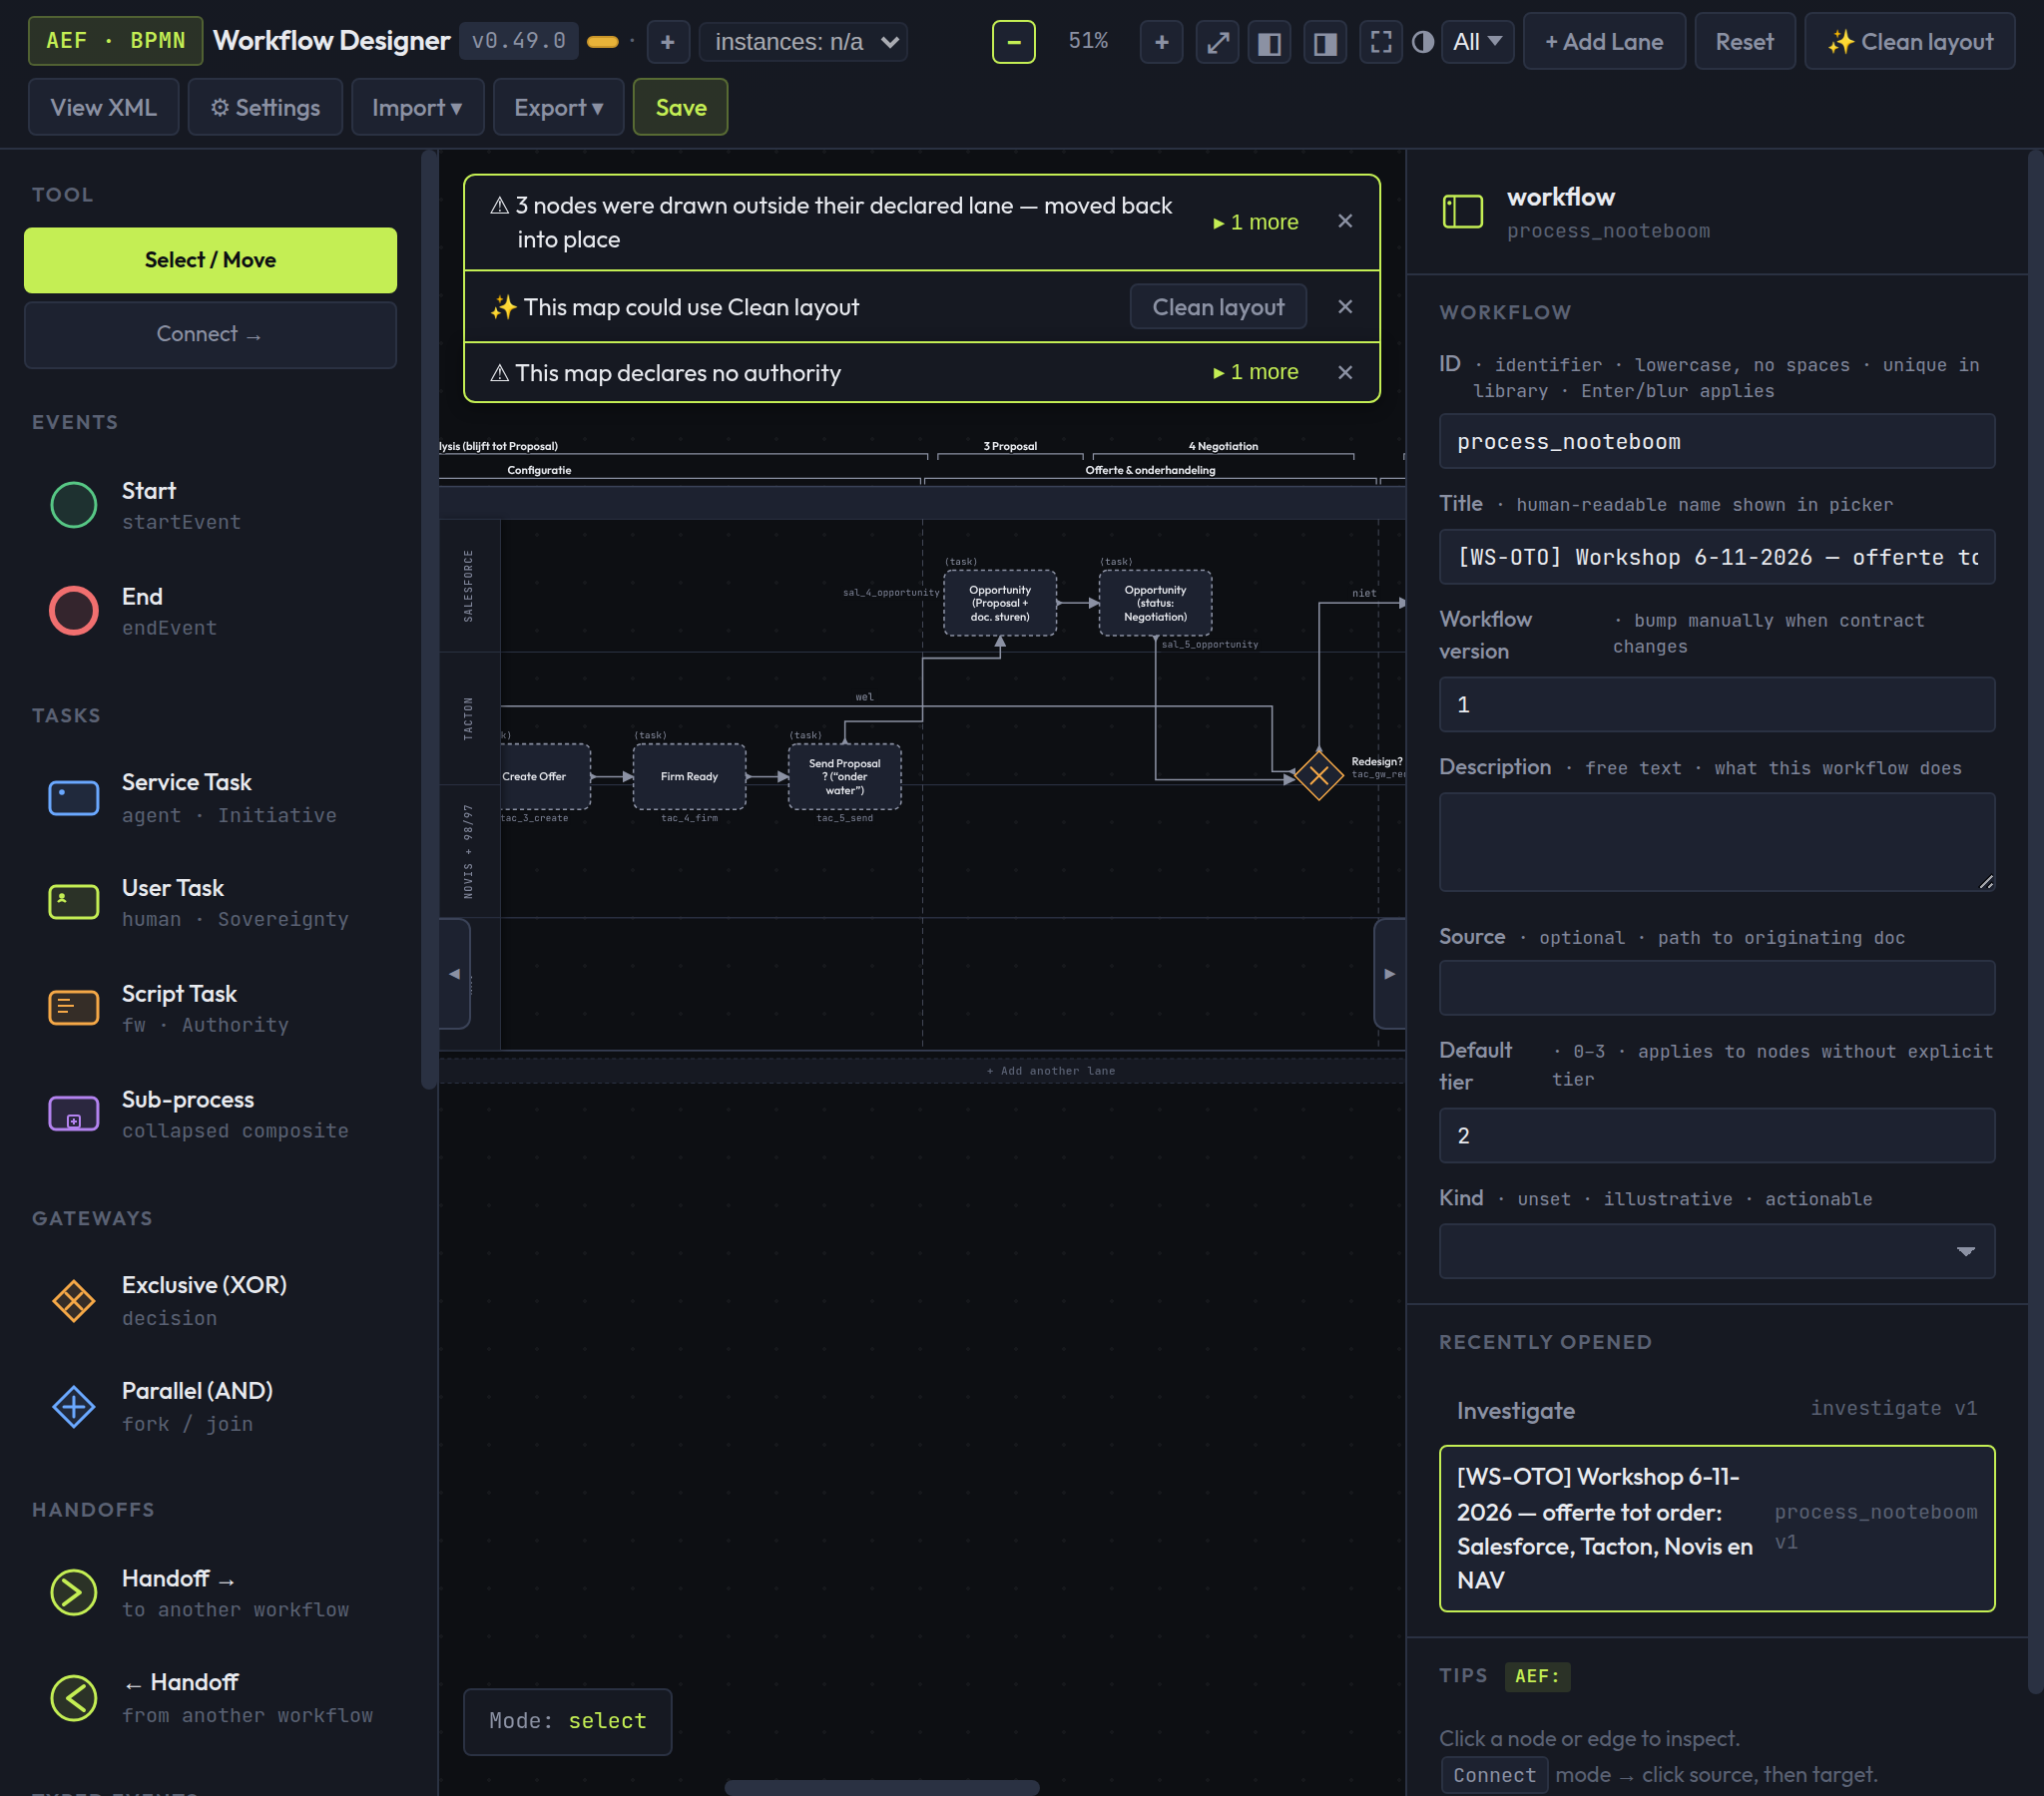 AEF · BPMN Workflow Designer v0.49.0 · + instances: n/a − 51% + All + Add Lane Reset ✨ Clean layout
View XML ⚙ Settings Import ▾ Export ▾ Save
TOOL
Select / Move
Connect →
EVENTS
Start
startEvent
End
endEvent
TASKS
Service Task
agent · Initiative
User Task
human · Sovereignty
Script Task
fw · Authority
Sub-process
collapsed composite
GATEWAYS
Exclusive (XOR)
decision
Parallel (AND)
fork / join
HANDOFFS
Handoff →
to another workflow
← Handoff
from another workflow
⚠ 3 nodes were drawn outside their declared lane — moved back
into place
▸ 1 more ✕
✨ This map could use Clean layout Clean layout ✕
⚠ This map declares no authority ▸ 1 more ✕
lysis (blijft tot Proposal) 3 Proposal 4 Negotiation
Configuratie Offerte & onderhandeling
SALESFORCE
(task) (task)
sal_4_opportunity
Opportunity
(Proposal +
doc. sturen)
Opportunity
(status:
Negotiation)
sal_5_opportunity
niet
TACTON
wel
k) (task) (task)
Create Offer
Firm Ready
Send Proposal
? (“onder
water”)
tac_3_create tac_4_firm tac_5_send
Redesign?
NOVIS + 98/97
◀ ▶
+ Add another lane
Mode: select
workflow
process_nooteboom
WORKFLOW
ID · identifier · lowercase, no spaces · unique in
library · Enter/blur applies
process_nooteboom
Title · human-readable name shown in picker
[WS-OTO] Workshop 6-11-2026 — offerte to
Workflow
version
· bump manually when contract
changes
1
Description · free text · what this workflow does
Source · optional · path to originating doc
Default
tier
· 0–3 · applies to nodes without explicit
tier
2
Kind · unset · illustrative · actionable
RECENTLY OPENED
Investigate investigate v1
[WS-OTO] Workshop 6-11-
2026 — offerte tot order:
Salesforce, Tacton, Novis en
NAV
process_nooteboom
v1
TIPS AEF:
Click a node or edge to inspect.
Connect mode → click source, then target.